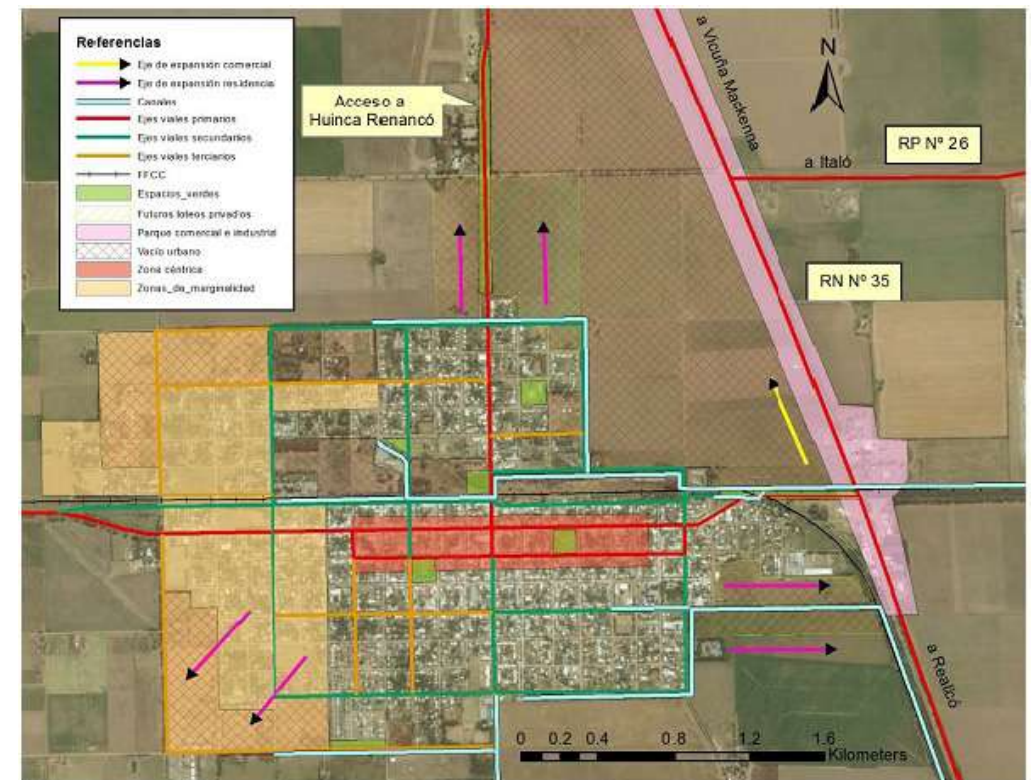 Referencias
Eje de expansión comercial
Eje de expansión residencia
Canales
Ejes viales primarios
Ejes viales secundarios
Ejes viales terciarios
FFCC
Espacios_verdes
Futuros loteos privados
Parque comercial e industrial
Vacío urbano
Zona céntrica
Zonas_de_marginalidad
Acceso a
Huinca Renancó
a Vicuña Mackenna
N
RP Nº 26
a Italó
RN Nº 35
a Realicó
0 0.2 0.4 0.8 1.2 1.6
Kilometers